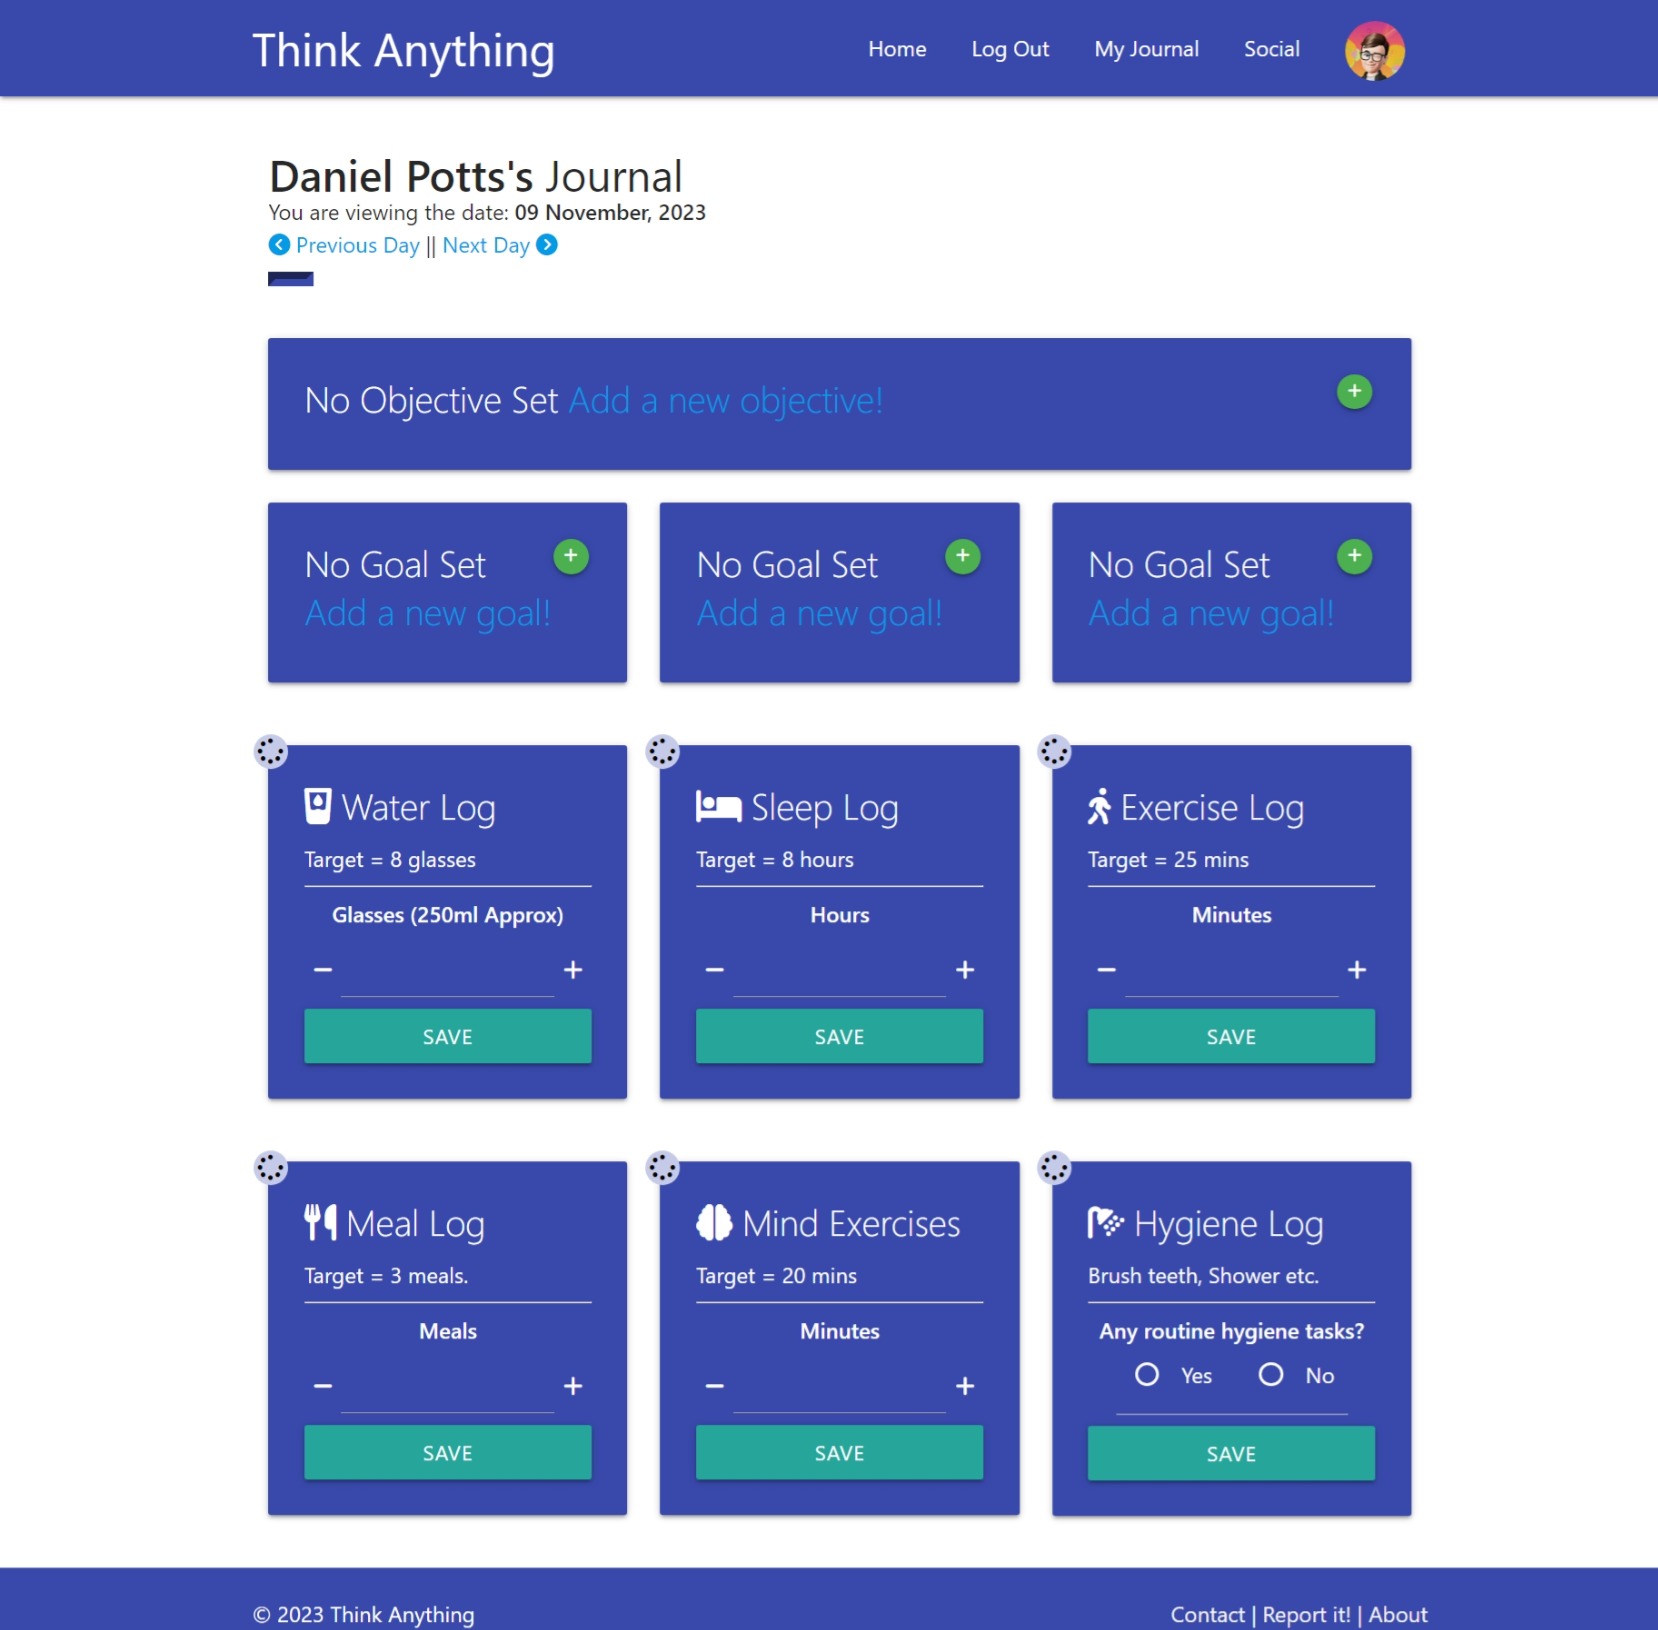 Think Anything
Home Log Out My Journal Social
Daniel Potts's Journal
You are viewing the date: 09 November, 2023
Previous Day || Next Day
No Objective Set Add a new objective!
No Goal Set
Add a new goal!
No Goal Set
Add a new goal!
No Goal Set
Add a new goal!
Water Log
Target = 8 glasses
Glasses (250ml Approx)
− +
SAVE
Sleep Log
Target = 8 hours
Hours
− +
SAVE
Exercise Log
Target = 25 mins
Minutes
− +
SAVE
Meal Log
Target = 3 meals.
Meals
− +
SAVE
Mind Exercises
Target = 20 mins
Minutes
− +
SAVE
Hygiene Log
Brush teeth, Shower etc.
Any routine hygiene tasks?
Yes No
SAVE
© 2023 Think Anything
Contact | Report it! | About